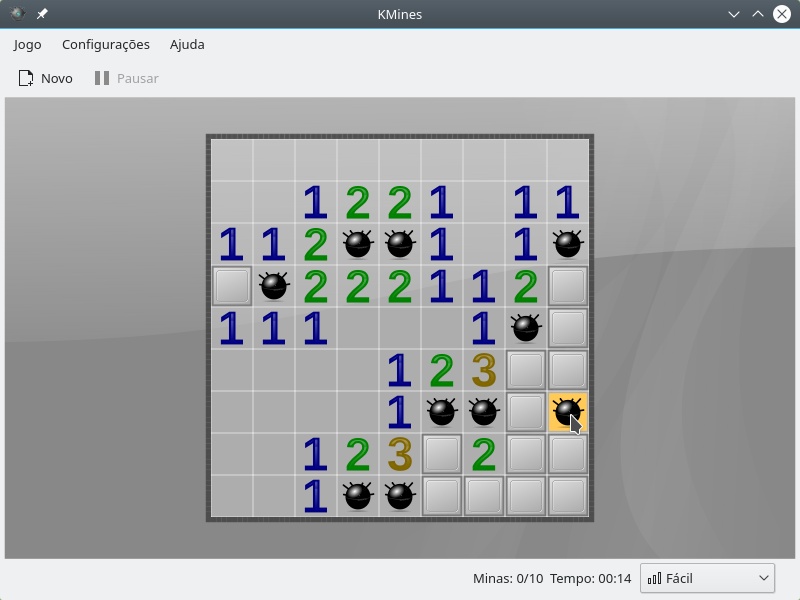 KMines
Jogo Configurações Ajuda
Novo Pausar
1 2 2 1 1 1
1 1 2 1 1
2 2 2 1 1 2
1 1 1 1
1 2 3
1
1 2 3 2
1
Minas: 0/10 Tempo: 00:14 Fácil